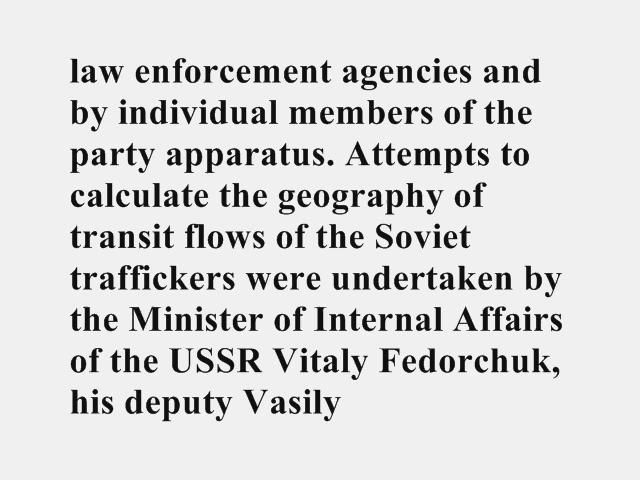 law enforcement agencies and
by individual members of the
party apparatus. Attempts to
calculate the geography of
transit flows of the Soviet
traffickers were undertaken by
the Minister of Internal Affairs
of the USSR Vitaly Fedorchuk,
his deputy Vasily